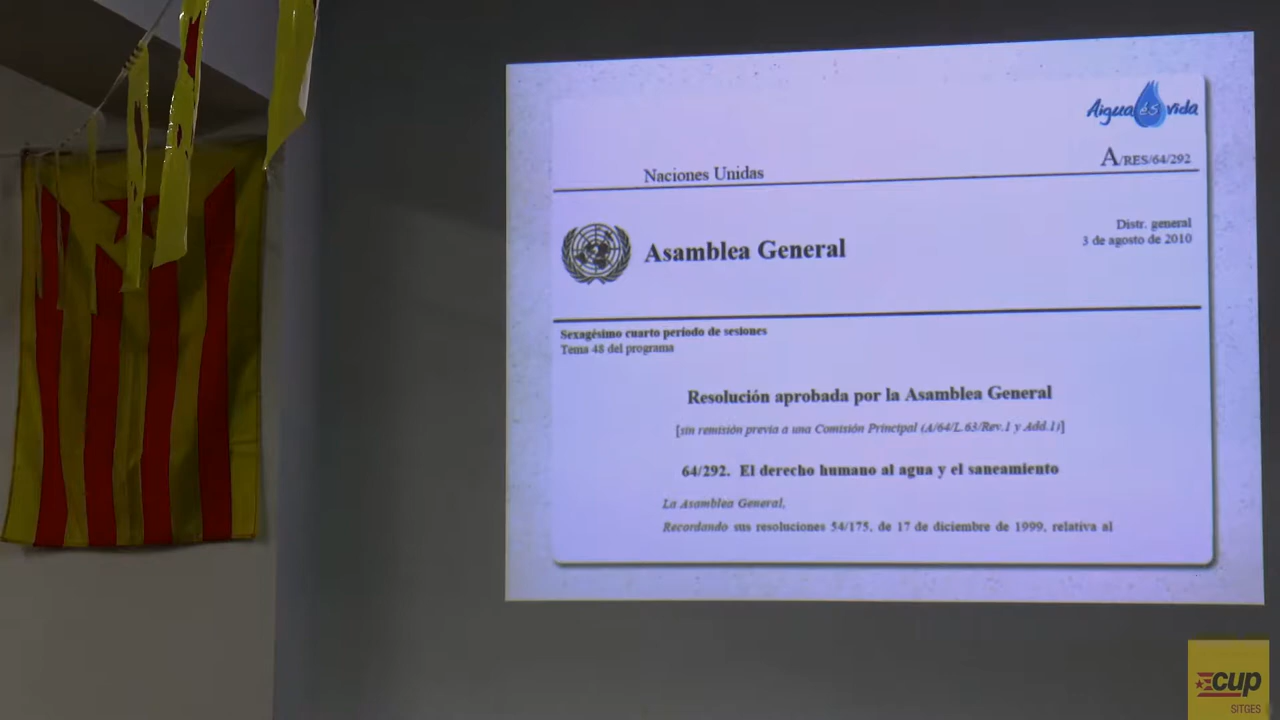 Aigua és vida
A/RES/64/292
Naciones Unidas
Distr. general
3 de agosto de 2010
Asamblea General
Sexagésimo cuarto período de sesiones
Tema 48 del programa
Resolución aprobada por la Asamblea General
[sin remisión previa a una Comisión Principal (A/64/L.63/Rev.1 y Add.1)]
64/292. El derecho humano al agua y el saneamiento
La Asamblea General,
Recordando sus resoluciones 54/175, de 17 de diciembre de 1999, relativa al
cup
SITGES